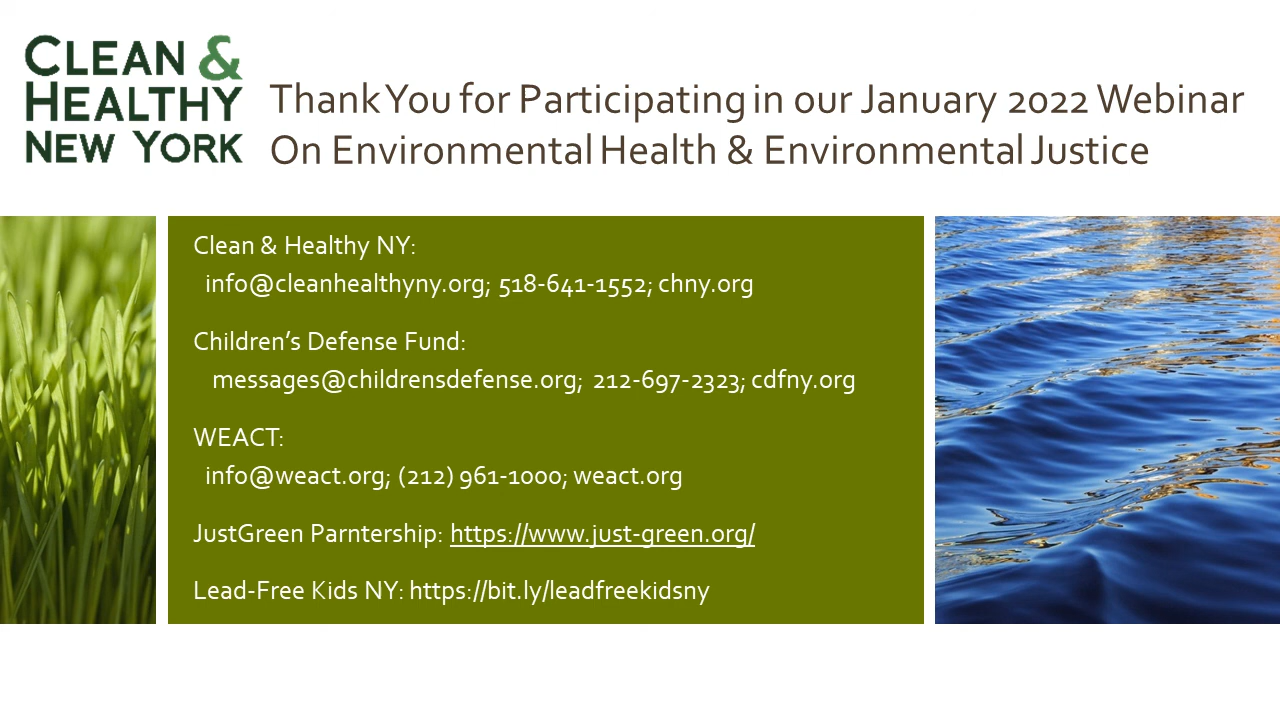 CLEAN &
HEALTHY
NEW YORK
Thank You for Participating in our January 2022 Webinar
On Environmental Health & Environmental Justice
Clean & Healthy NY:
info@cleanhealthyny.org; 518-641-1552; chny.org
Children’s Defense Fund:
messages@childrensdefense.org; 212-697-2323; cdfny.org
WEACT:
info@weact.org; (212) 961-1000; weact.org
JustGreen Parntership: https://www.just-green.org/
Lead-Free Kids NY: https://bit.ly/leadfreekidsny